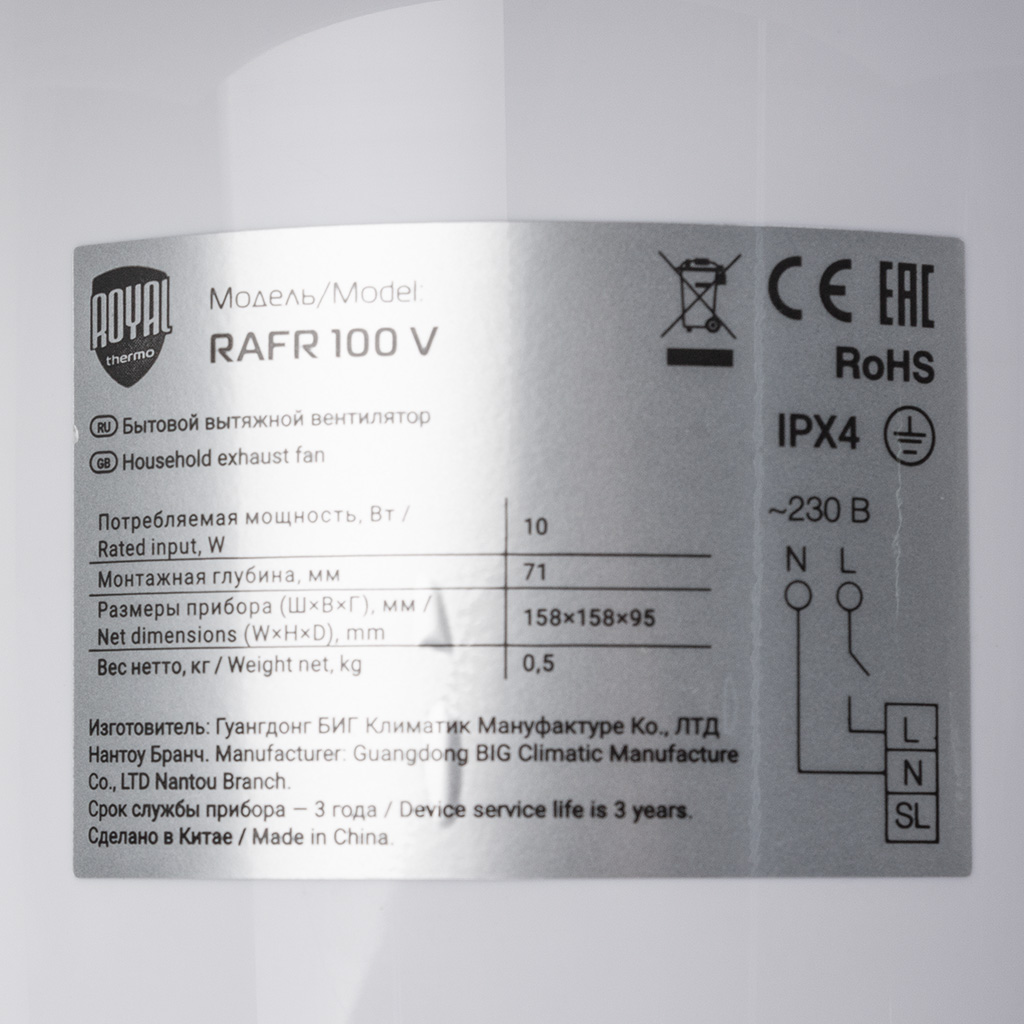 ROYAL
thermo
Модель/Model:
RAFR 100 V
RU Бытовой вытяжной вентилятор
GB Household exhaust fan
Потребляемая мощность, Вт /
Rated input, W
10
Монтажная глубина, мм
71
Размеры прибора (Ш×В×Г), мм /
Net dimensions (W×H×D), mm
158×158×95
Вес нетто, кг / Weight net, kg
0,5
Изготовитель: Гуангдонг БИГ Климатик Мануфактуре Ко., ЛТД
Нантоу Бранч. Manufacturer: Guangdong BIG Climatic Manufacture
Co., LTD Nantou Branch.
Срок службы прибора – 3 года / Device service life is 3 years.
Сделано в Китае / Made in China.
CE EAC
RoHS
IPX4
~230 В
N L
L
N
SL